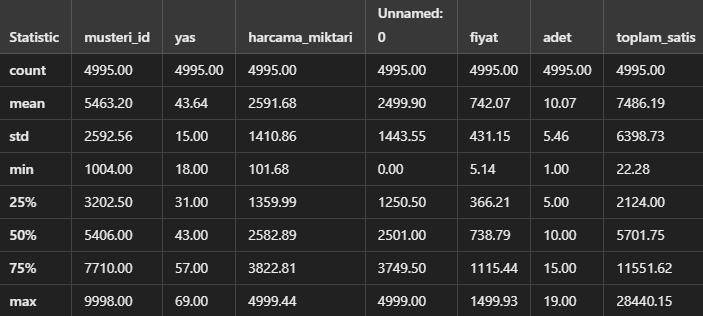 Statistic musteri_id yas harcama_miktari Unnamed: 0 fiyat adet toplam_satis
count 4995.00 4995.00 4995.00 4995.00 4995.00 4995.00 4995.00
mean 5463.20 43.64 2591.68 2499.90 742.07 10.07 7486.19
std 2592.56 15.00 1410.86 1443.55 431.15 5.46 6398.73
min 1004.00 18.00 101.68 0.00 5.14 1.00 22.28
25% 3202.50 31.00 1359.99 1250.50 366.21 5.00 2124.00
50% 5406.00 43.00 2582.89 2501.00 738.79 10.00 5701.75
75% 7710.00 57.00 3822.81 3749.50 1115.44 15.00 11551.62
max 9998.00 69.00 4999.44 4999.00 1499.93 19.00 28440.15